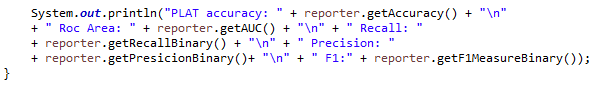 System.out.println("PLAT accuracy: " + reporter.getAccuracy() + "\n"
+ " Roc Area: " + reporter.getAUC() + "\n" + " Recall: "
+ reporter.getRecallBinary() + "\n" + " Precision: "
+ reporter.getPresicionBinary()+ "\n" + " F1:" + reporter.getF1MeasureBinary());
}